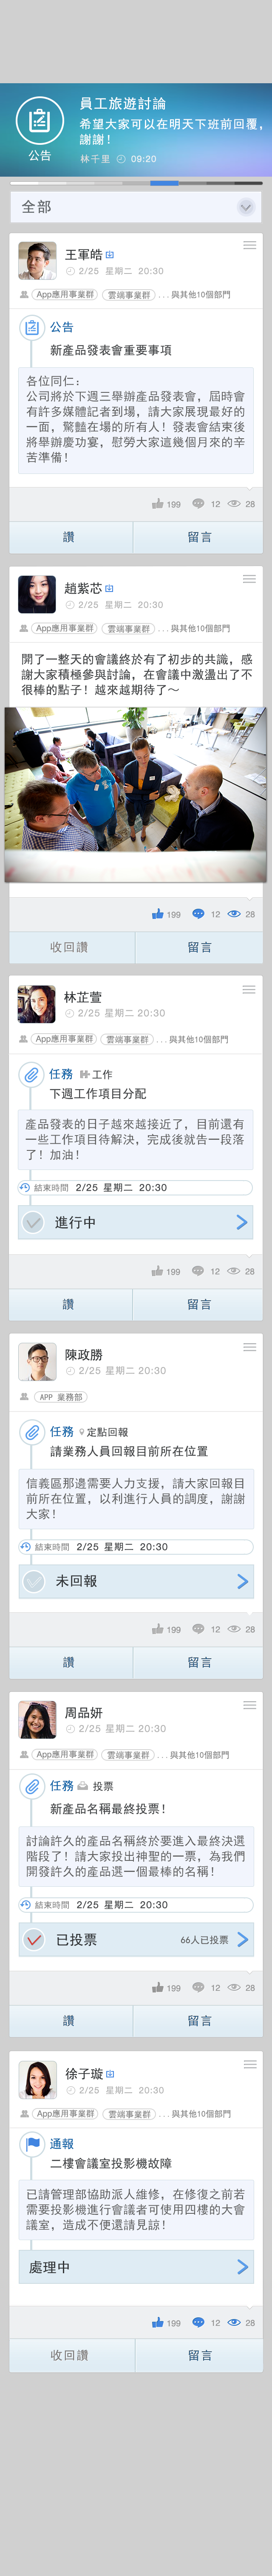 員工旅遊討論
希望大家可以在明天下班前回覆，
謝謝！
公告
林千里 09:20
全部
王軍皓
2/25 星期二 20:30
App應用事業群 雲端事業群 ...與其他10個部門
公告
新產品發表會重要事項
各位同仁：
公司將於下週三舉辦產品發表會，屆時會
有許多媒體記者到場，請大家展現最好的
一面，驚豔在場的所有人！發表會結束後
將舉辦慶功宴，慰勞大家這幾個月來的辛
苦準備！
199 12 28
讚 留言
趙紫芯
2/25 星期二 20:30
App應用事業群 雲端事業群 ...與其他10個部門
開了一整天的會議終於有了初步的共識，感
謝大家積極參與討論，在會議中激盪出了不
很棒的點子！越來越期待了～
199 12 28
收回讚 留言
林芷萱
2/25 星期二 20:30
App應用事業群 雲端事業群 ...與其他10個部門
任務 工作
下週工作項目分配
產品發表的日子越來越接近了，目前還有
一些工作項目待解決，完成後就告一段落
了！加油！
結束時間 2/25 星期二 20:30
進行中
199 12 28
讚 留言
陳政勝
2/25 星期二 20:30
APP 業務部
任務 定點回報
請業務人員回報目前所在位置
信義區那邊需要人力支援，請大家回報目
前所在位置，以利進行人員的調度，謝謝
大家！
結束時間 2/25 星期二 20:30
未回報
199 12 28
讚 留言
周品妍
2/25 星期二 20:30
App應用事業群 雲端事業群 ...與其他10個部門
任務 投票
新產品名稱最終投票！
討論許久的產品名稱終於要進入最終決選
階段了！請大家投出神聖的一票，為我們
開發許久的產品選一個最棒的名稱！
結束時間 2/25 星期二 20:30
已投票 66人已投票
199 12 28
讚 留言
徐子璇
2/25 星期二 20:30
App應用事業群 雲端事業群 ...與其他10個部門
通報
二樓會議室投影機故障
已請管理部協助派人維修，在修復之前若
需要投影機進行會議者可使用四樓的大會
議室，造成不便還請見諒！
處理中
199 12 28
收回讚 留言